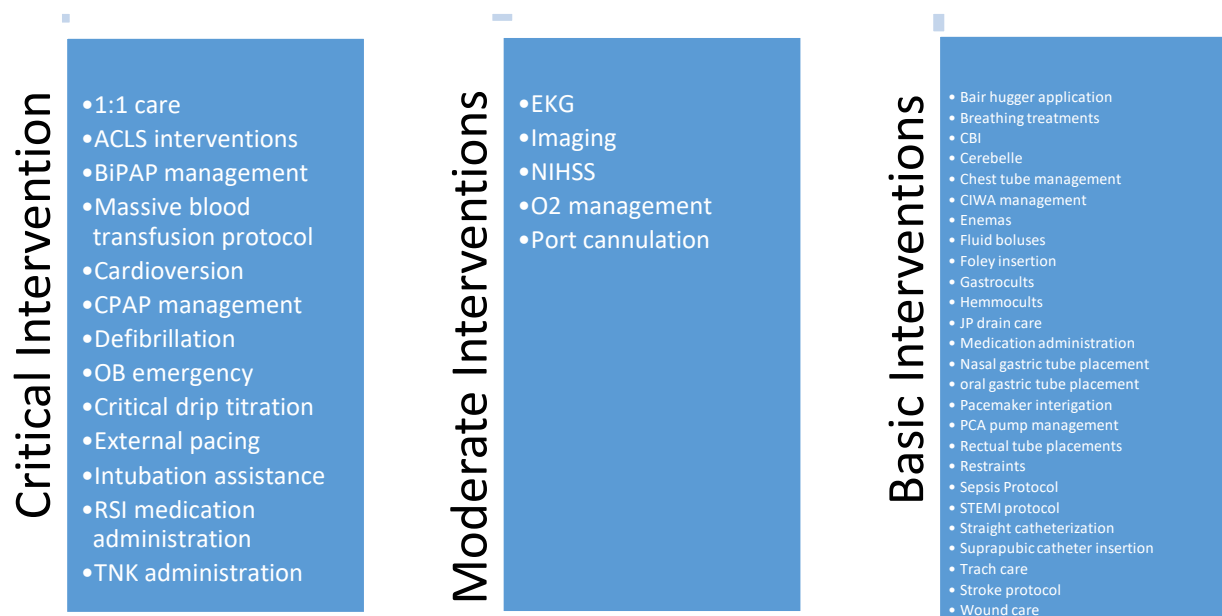 Critical Intervention
•1:1 care
•ACLS interventions
•BiPAP management
•Massive blood
transfusion protocol
•Cardioversion
•CPAP management
•Defibrillation
•OB emergency
•Critical drip titration
•External pacing
•Intubation assistance
•RSI medication
administration
•TNK administration
Moderate Interventions
•EKG
•Imaging
•NIHSS
•O2 management
•Port cannulation
Basic Interventions
• Bair hugger application
• Breathing treatments
• CBI
• Cerebelle
• Chest tube management
• CIWA management
• Enemas
• Fluid boluses
• Foley insertion
• Gastrocults
• Hemmocults
• JP drain care
• Medication administration
• Nasal gastric tube placement
• oral gastric tube placement
• Pacemaker interigation
• PCA pump management
• Rectual tube placements
• Restraints
• Sepsis Protocol
• STEMI protocol
• Straight catheterization
• Suprapubic catheter insertion
• Trach care
• Stroke protocol
• Wound care